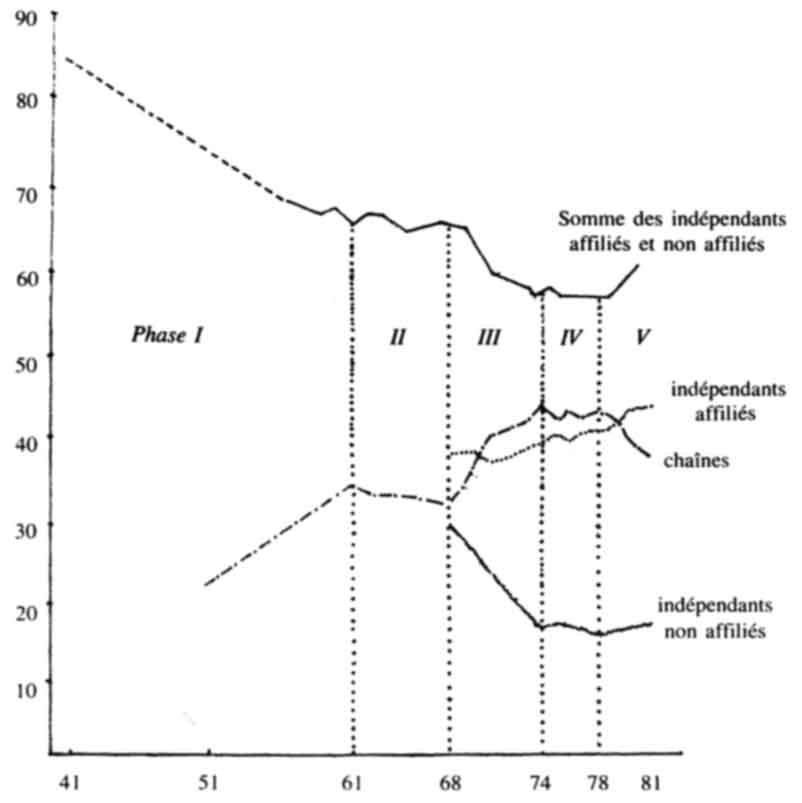 90
80
70
60
50
40
30
20
10
Somme des indépendants
affiliés et non affiliés
Phase I
II
III
IV
V
indépendants
affiliés
chaînes
indépendants
non affiliés
41 51 61 68 74 78 81